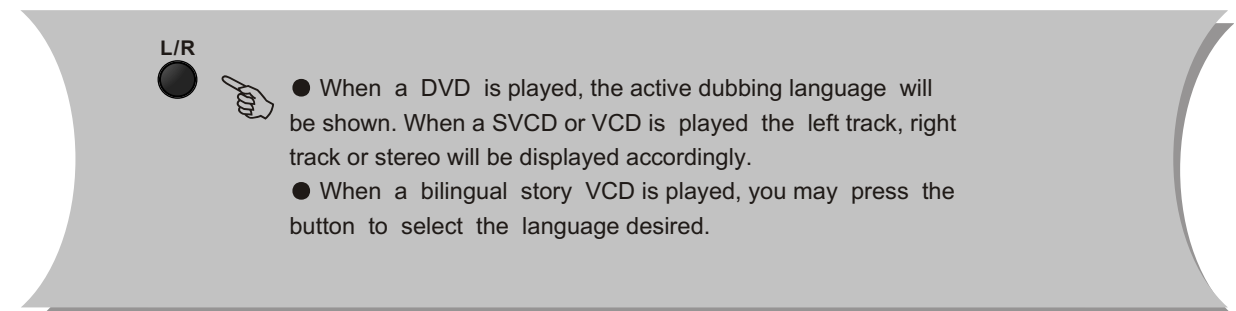 L/R
● When a DVD is played, the active dubbing language will
be shown. When a SVCD or VCD is played the left track, right
track or stereo will be displayed accordingly.
● When a bilingual story VCD is played, you may press the
button to select the language desired.